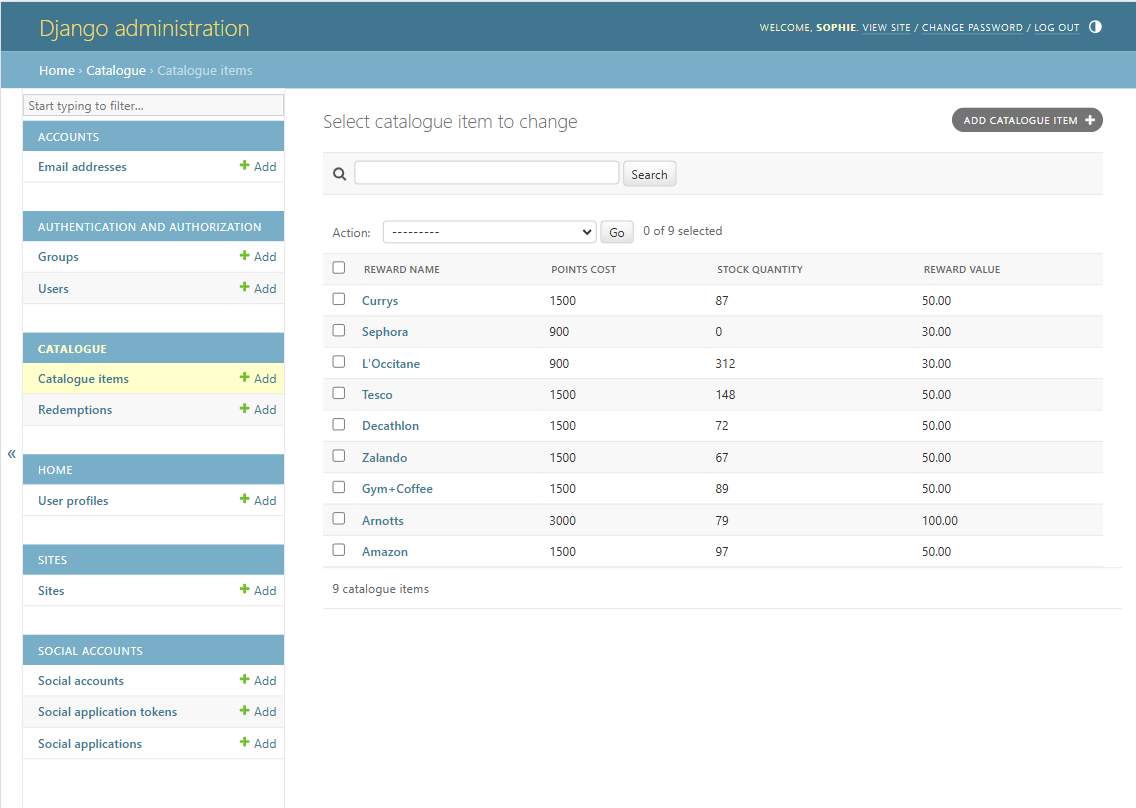 Django administration
WELCOME, SOPHIE. VIEW SITE / CHANGE PASSWORD / LOG OUT
Home › Catalogue › Catalogue items
Start typing to filter...
ACCOUNTS
Email addresses + Add
AUTHENTICATION AND AUTHORIZATION
Groups + Add
Users + Add
CATALOGUE
Catalogue items + Add
Redemptions + Add
«
HOME
User profiles + Add
SITES
Sites + Add
SOCIAL ACCOUNTS
Social accounts + Add
Social application tokens + Add
Social applications + Add
Select catalogue item to change
ADD CATALOGUE ITEM +
Search
Action: --------- Go 0 of 9 selected
REWARD NAME POINTS COST STOCK QUANTITY REWARD VALUE
Currys 1500 87 50.00
Sephora 900 0 30.00
L'Occitane 900 312 30.00
Tesco 1500 148 50.00
Decathlon 1500 72 50.00
Zalando 1500 67 50.00
Gym+Coffee 1500 89 50.00
Arnotts 3000 79 100.00
Amazon 1500 97 50.00
9 catalogue items